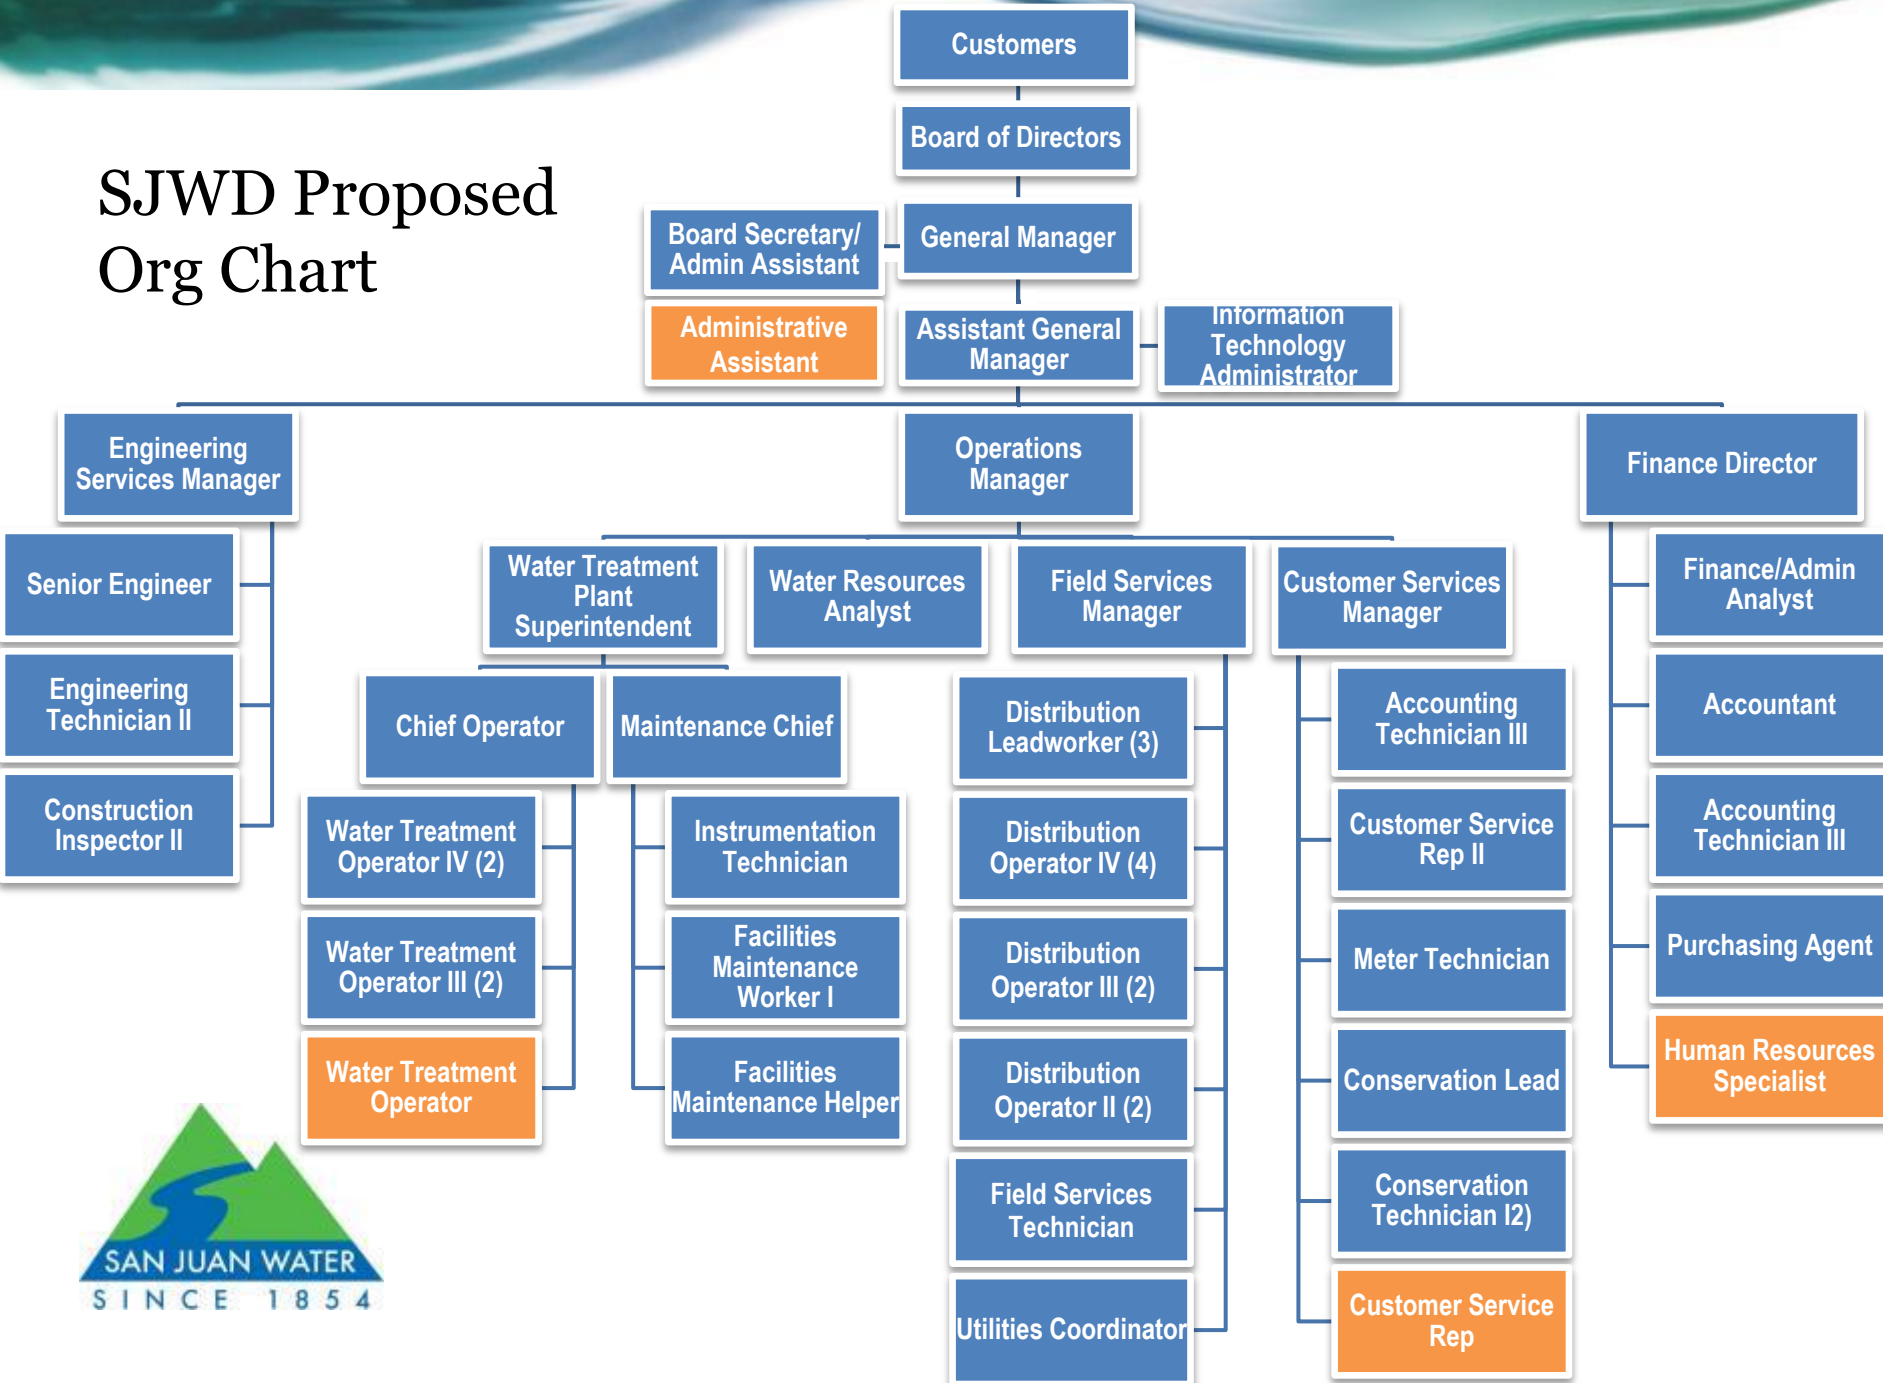 Customers
Board of Directors
SJWD Proposed
Org Chart
Board Secretary/
Admin Assistant
General Manager
Administrative
Assistant
Assistant General
Manager
Information
Technology
Administrator
Engineering
Services Manager
Operations
Manager
Finance Director
Senior Engineer
Engineering
Technician II
Construction
Inspector II
Water Treatment
Plant
Superintendent
Water Resources
Analyst
Field Services
Manager
Customer Services
Manager
Chief Operator
Maintenance Chief
Water Treatment
Operator IV (2)
Water Treatment
Operator III (2)
Water Treatment
Operator
Instrumentation
Technician
Facilities
Maintenance
Worker I
Facilities
Maintenance Helper
Distribution
Leadworker (3)
Distribution
Operator IV (4)
Distribution
Operator III (2)
Distribution
Operator II (2)
Field Services
Technician
Utilities Coordinator
Accounting
Technician III
Customer Service
Rep II
Meter Technician
Conservation Lead
Conservation
Technician I2)
Customer Service
Rep
Finance/Admin
Analyst
Accountant
Accounting
Technician III
Purchasing Agent
Human Resources
Specialist
SAN JUAN WATER
SINCE 1854